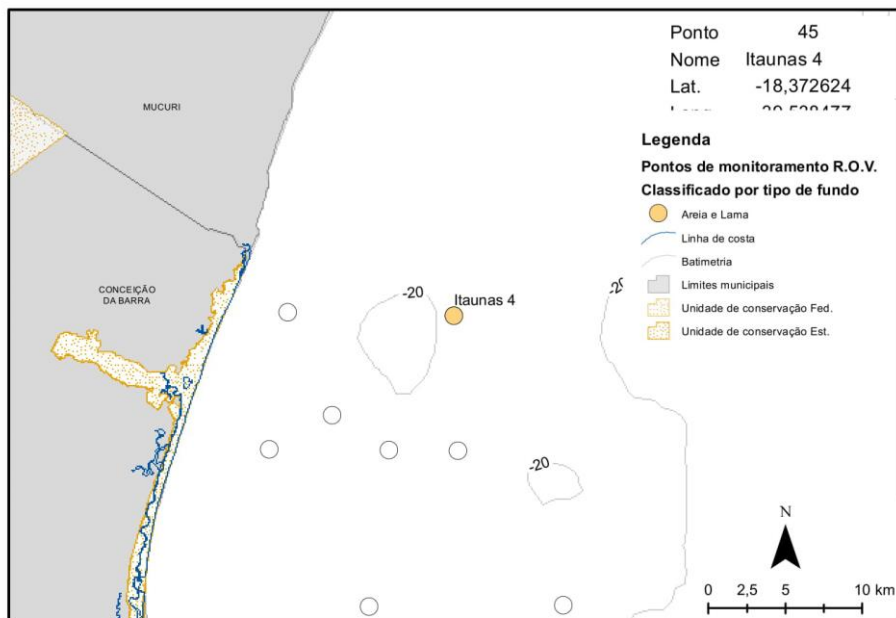 Ponto 45
Nome Itaunas 4
Lat. -18,372624
MUCURI
Legenda
Pontos de monitoramento R.O.V.
Classificado por tipo de fundo
Areia e Lama
Linha de costa
Batimetria
Limites municipais
Unidade de conservação Fed.
Unidade de conservação Est.
CONCEIÇÃO
DA BARRA
-20
Itaunas 4
-20
-20
N
0 2,5 5 10 km